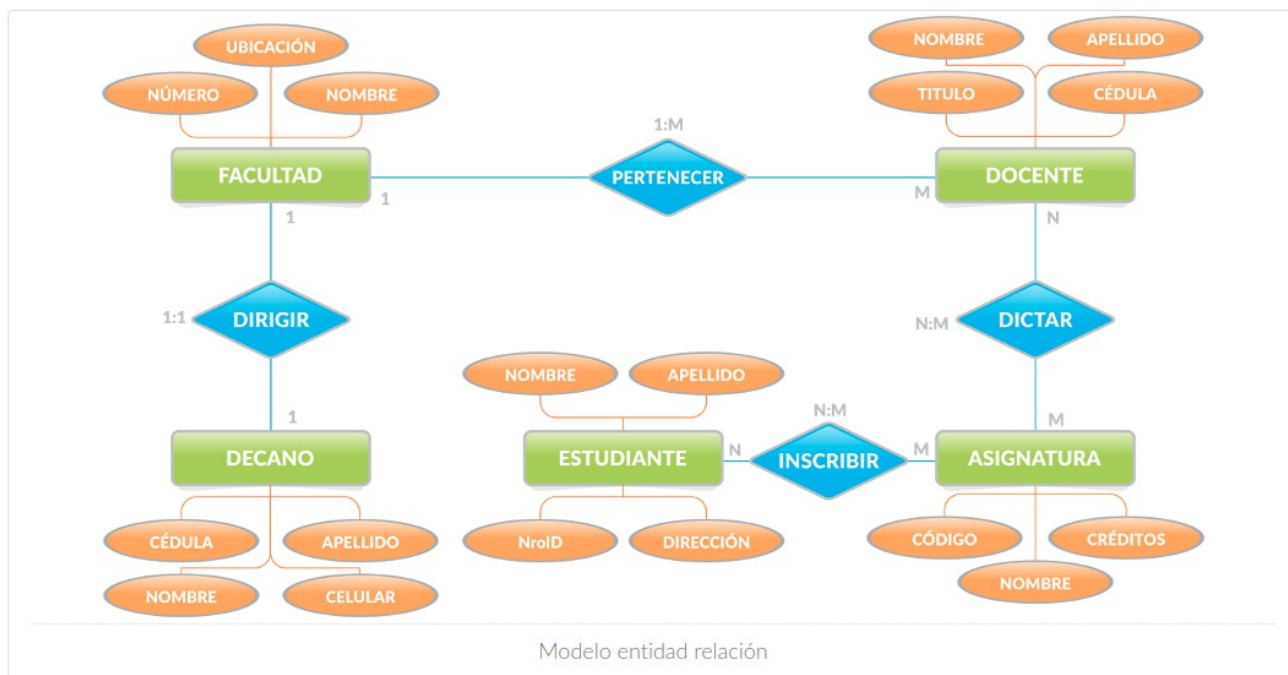 UBICACIÓN
NÚMERO
NOMBRE
FACULTAD
1
1
1:M
PERTENECER
NOMBRE
APELLIDO
TITULO
CÉDULA
DOCENTE
M
N
1:1
DIRIGIR
N:M
DICTAR
1
DECANO
CÉDULA
APELLIDO
NOMBRE
CELULAR
NOMBRE
APELLIDO
ESTUDIANTE
N
NroID
DIRECCIÓN
N:M
INSCRIBIR
M
M
ASIGNATURA
CÓDIGO
CRÉDITOS
NOMBRE
Modelo entidad relación